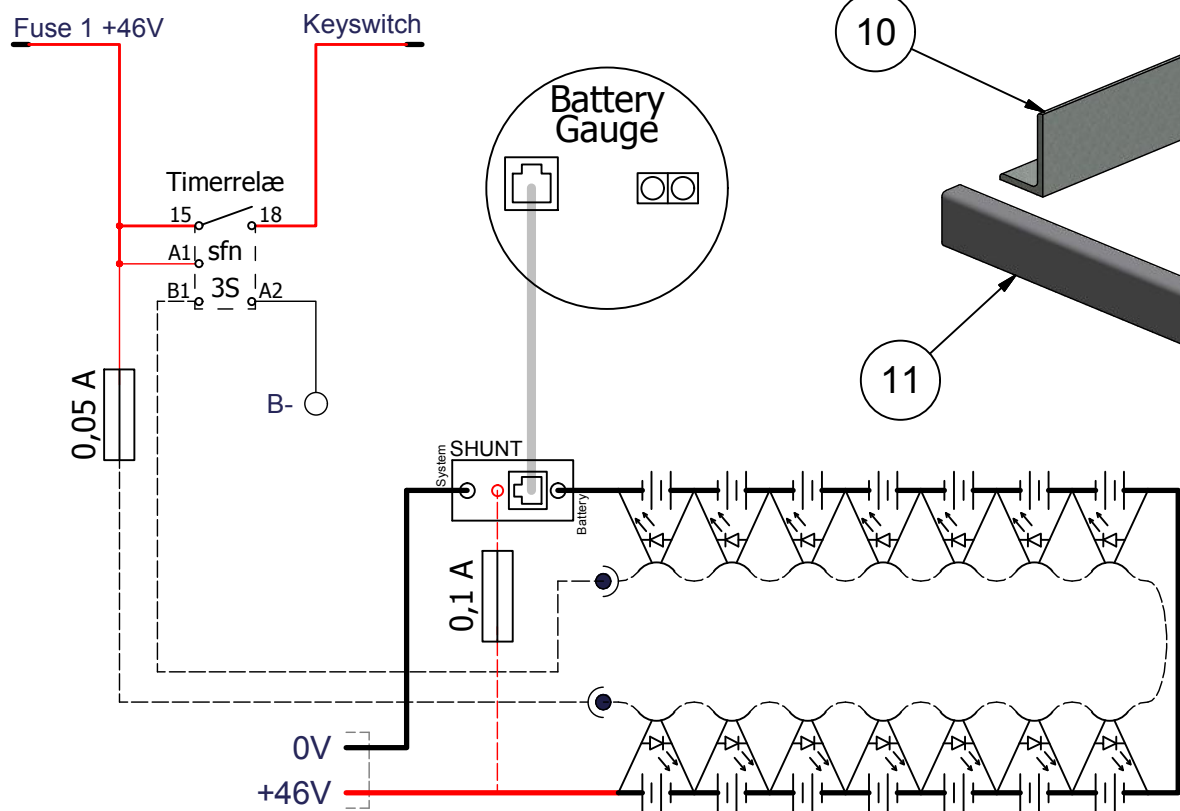 Fuse 1 +46V
Keyswitch
10
Battery
Gauge
Timerrelæ
15
18
A1
sfn
B1
3S
A2
11
0,05 A
B-
System
SHUNT
Battery
0,1 A
0V
+46V